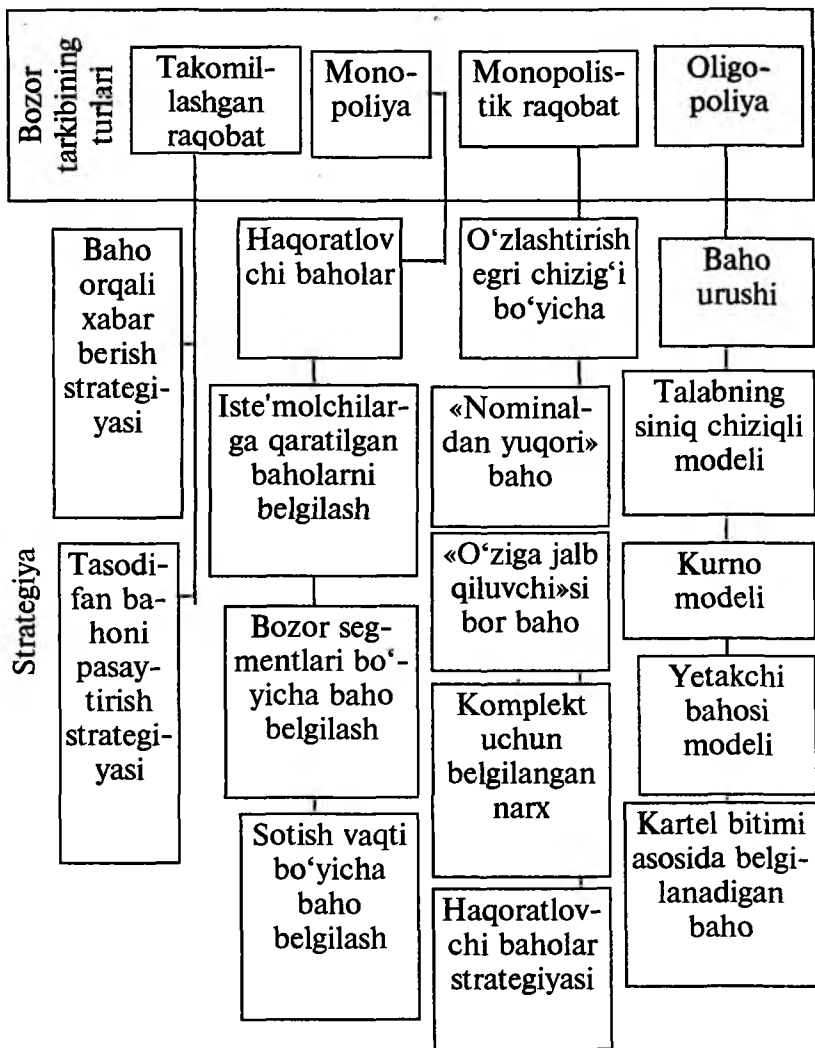 Bozor
tarkibining
turlari
Takomil-
lashgan
raqobat
Mono-
poliya
Monopolis-
tik raqobat
Oligo-
poliya
Strategiya
Baho
orqali
xabar
berish
strategi-
yasi
Tasodi-
fan ba-
honi
pasay-
tirish
strategi-
yasi
Haqoratlov
chi baholar
Iste'molchilar-
ga qaratilgan
baholarni
belgilash
Bozor seg-
mentlari bo‘-
yicha baho
belgilash
Sotish vaqti
bo‘yicha
baho
belgilash
O‘zlashtirish
egri chizig‘i
bo‘yicha
«Nominal-
dan yuqori»
baho
«O‘ziga jalb
qiluvchi»si
bor baho
Komplekt
uchun
belgilangan
narx
Haqoratlov-
chi baholar
strategiyasi
Baho
urushi
Talabning
siniq chiziqli
modeli
Kurno
modeli
Yetakchi
bahosi
modeli
Kartel bitimi
asosida belgi-
lanadigan
baho